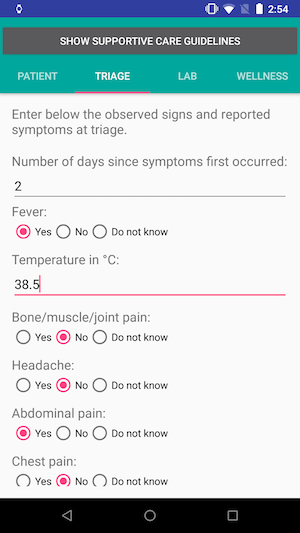 2:54
SHOW SUPPORTIVE CARE GUIDELINES
PATIENT TRIAGE LAB WELLNESS
Enter below the observed signs and reported
symptoms at triage.
Number of days since symptoms first occurred:
2
Fever:
Yes No Do not know
Temperature in °C:
38.5
Bone/muscle/joint pain:
Yes No Do not know
Headache:
Yes No Do not know
Abdominal pain:
Yes No Do not know
Chest pain:
Yes No Do not know